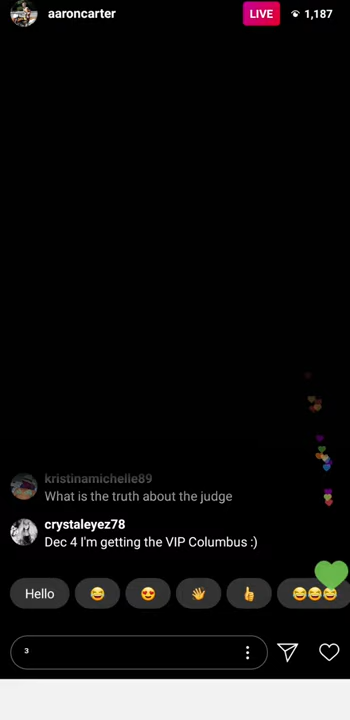 aaroncarter LIVE 1,187
kristinamichelle89
What is the truth about the judge
crystaleyez78
Dec 4 I'm getting the VIP Columbus :)
Hello 😂 😍 👋 👍 😂😂😂
3